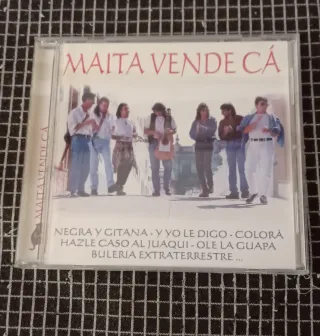 MAITA VENDE CÁ
NEGRA Y GITANA - Y YO LE DIGO - COLORÁ
HAZLE CASO AL JUAQUI - OLE LA GUAPA
BULERIA EXTRATERRESTRE ...
MAITA VENDE CÁ